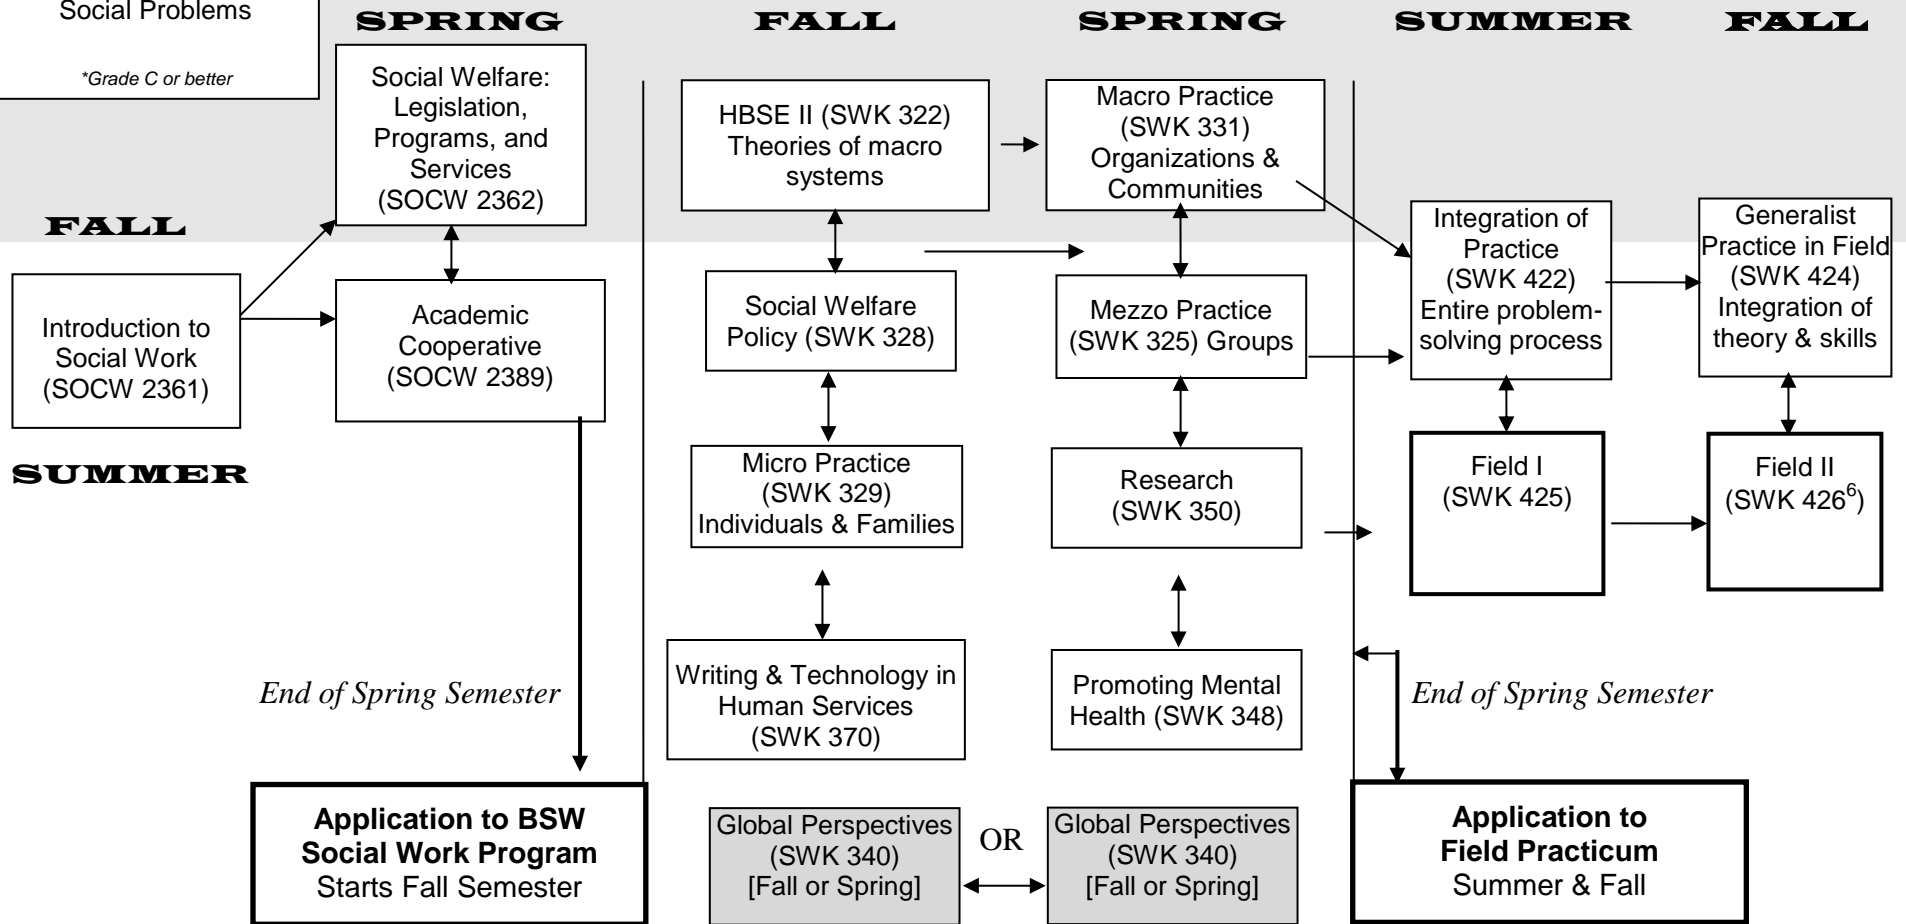 Social Problems
*Grade C or better
SPRING
FALL
SPRING
SUMMER
FALL
Social Welfare:
Legislation,
Programs, and
Services
(SOCW 2362)
FALL
Introduction to
Social Work
(SOCW 2361)
SUMMER
Academic
Cooperative
(SOCW 2389)
End of Spring Semester
Application to BSW
Social Work Program
Starts Fall Semester
HBSE II (SWK 322)
Theories of macro
systems
Social Welfare
Policy (SWK 328)
Micro Practice
(SWK 329)
Individuals & Families
Writing & Technology in
Human Services
(SWK 370)
Global Perspectives
(SWK 340)
[Fall or Spring]
OR
Macro Practice
(SWK 331)
Organizations &
Communities
Mezzo Practice
(SWK 325) Groups
Research
(SWK 350)
Promoting Mental
Health (SWK 348)
Global Perspectives
(SWK 340)
[Fall or Spring]
Integration of
Practice
(SWK 422)
Entire problem-
solving process
Field I
(SWK 425)
End of Spring Semester
Application to
Field Practicum
Summer & Fall
Generalist
Practice in Field
(SWK 424)
Integration of
theory & skills
Field II
(SWK 426⁶)